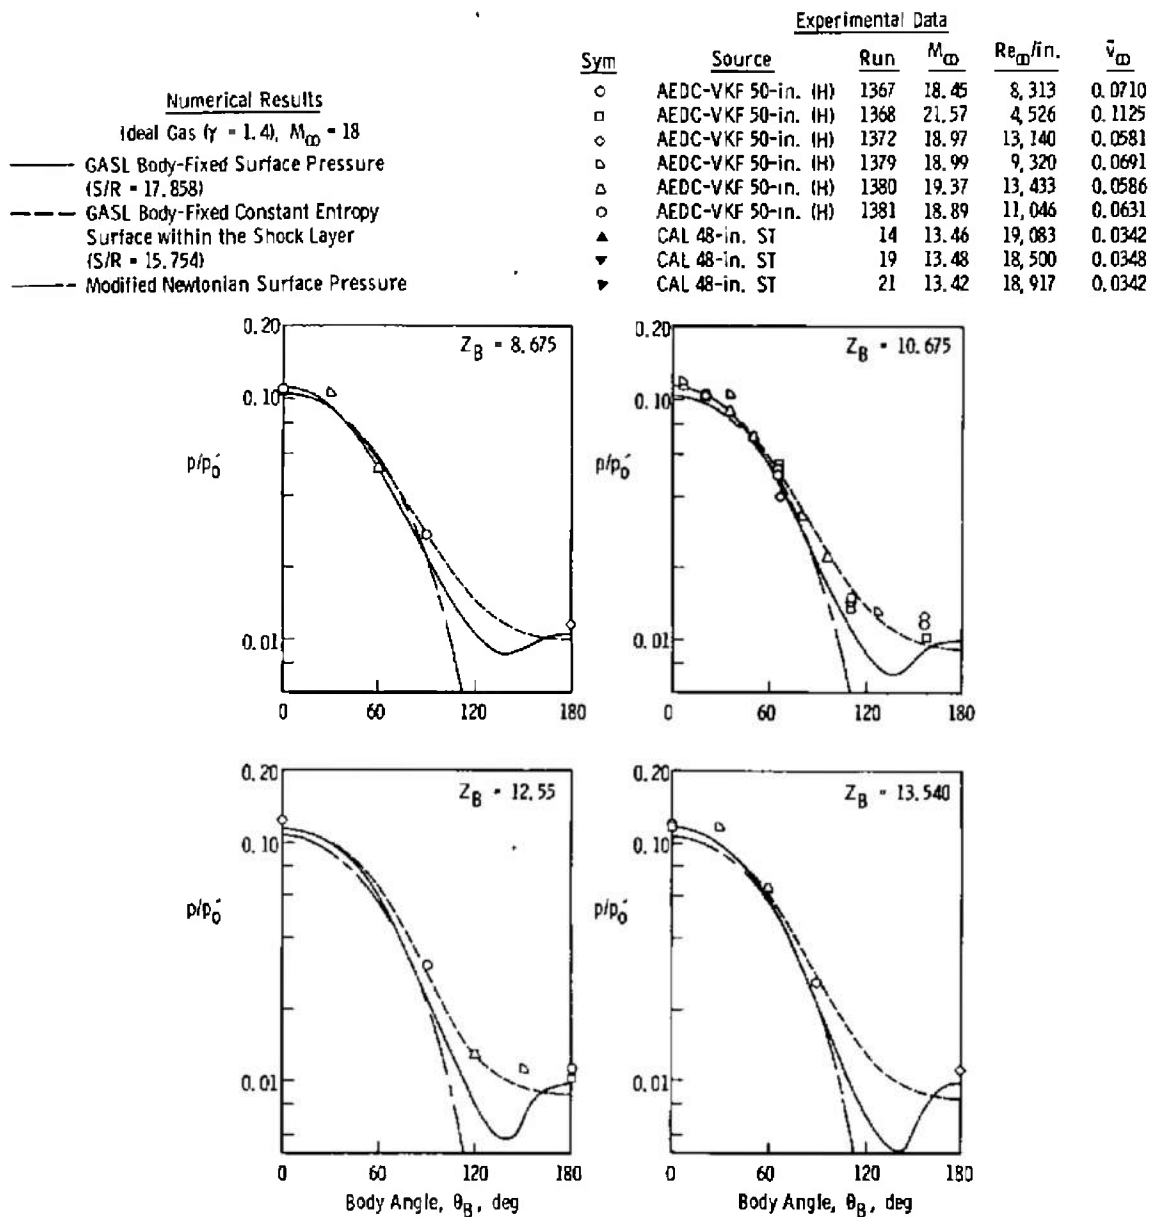 Experimental Data
Sym Source Run M∞ Re∞/in. v̄∞
AEDC-VKF 50-in. (H) 1367 18.45 8,313 0.0710
AEDC-VKF 50-in. (H) 1368 21.57 4,526 0.1125
AEDC-VKF 50-in. (H) 1372 18.97 13,140 0.0581
AEDC-VKF 50-in. (H) 1379 18.99 9,320 0.0691
AEDC-VKF 50-in. (H) 1380 19.37 13,433 0.0586
AEDC-VKF 50-in. (H) 1381 18.89 11,046 0.0631
CAL 48-in. ST 14 13.46 19,083 0.0342
CAL 48-in. ST 19 13.48 18,500 0.0348
CAL 48-in. ST 21 13.42 18,917 0.0342
Numerical Results
Ideal Gas (γ = 1.4), M∞ = 18
GASL Body-Fixed Surface Pressure
(S/R = 17.858)
GASL Body-Fixed Constant Entropy
Surface within the Shock Layer
(S/R = 15.754)
Modified Newtonian Surface Pressure
0.20
Z_B = 8.675
0.10
p/p₀′
0.01
0 60 120 180
0.20
Z_B = 10.675
0.10
p/p₀′
0.01
0 60 120 180
0.20
Z_B = 12.55
0.10
p/p₀′
0.01
0 60 120 180
Body Angle, θ_B, deg
0.20
Z_B = 13.540
0.10
p/p₀′
0.01
0 60 120 180
Body Angle, θ_B, deg